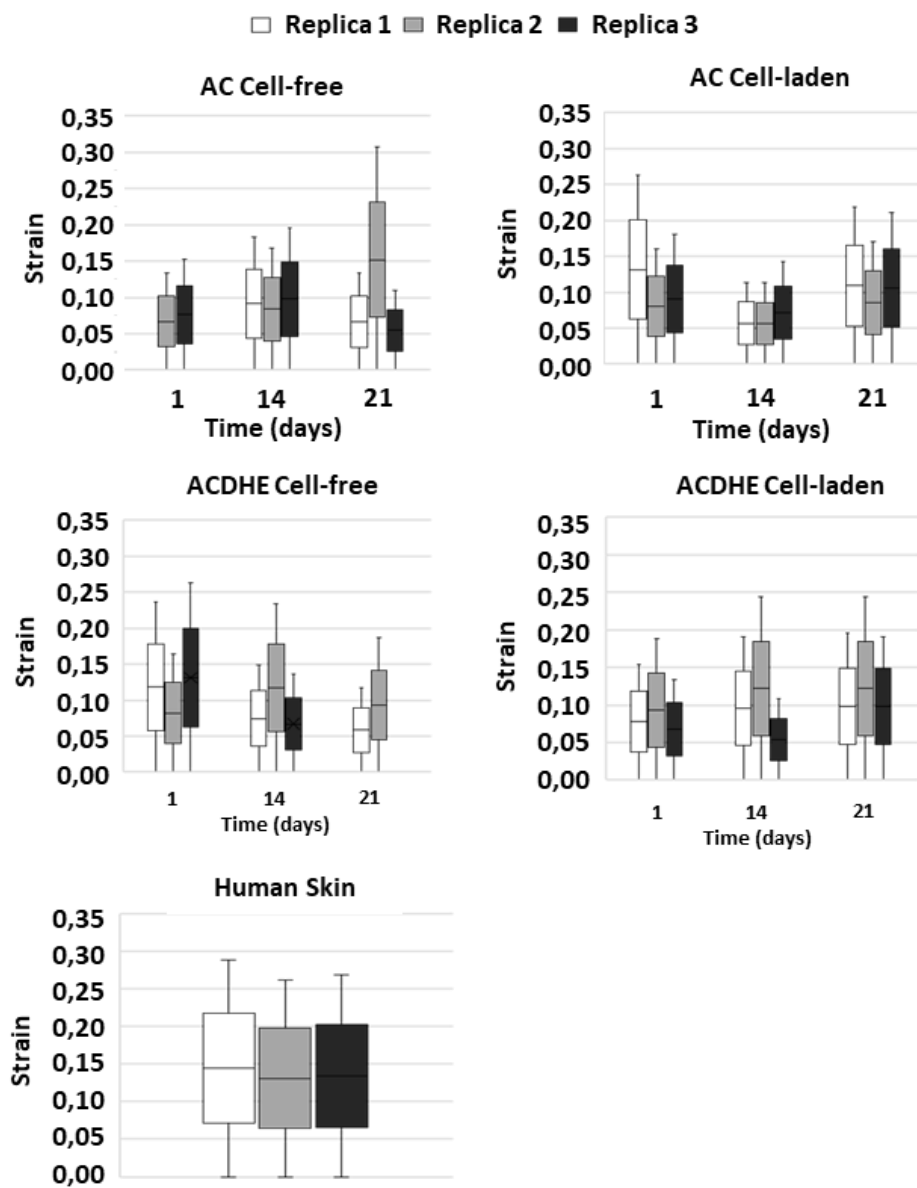 Replica 1 Replica 2 Replica 3
AC Cell-free
Strain
0,35
0,30
0,25
0,20
0,15
0,10
0,05
0,00
1 14 21
Time (days)
AC Cell-laden
Strain
0,35
0,30
0,25
0,20
0,15
0,10
0,05
0,00
1 14 21
Time (days)
ACDHE Cell-free
Strain
0,35
0,30
0,25
0,20
0,15
0,10
0,05
0,00
1 14 21
Time (days)
ACDHE Cell-laden
Strain
0,35
0,30
0,25
0,20
0,15
0,10
0,05
0,00
1 14 21
Time (days)
Human Skin
Strain
0,35
0,30
0,25
0,20
0,15
0,10
0,05
0,00